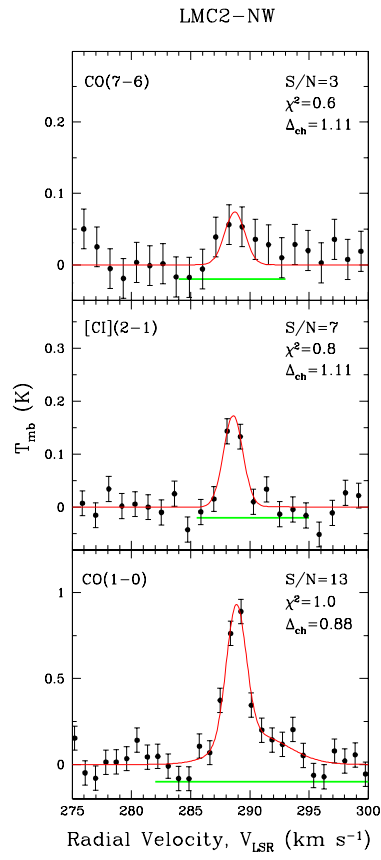 LMC2-NW
CO(7-6)
S/N=3
χ²=0.6
Δch=1.11
0.2
0.1
0
[CI](2-1)
S/N=7
χ²=0.8
Δch=1.11
0.3
0.2
0.1
0
CO(1-0)
S/N=13
χ²=1.0
Δch=0.88
1
0.5
0
Tmb (K)
275 280 285 290 295 300
Radial Velocity, VLSR (km s⁻¹)